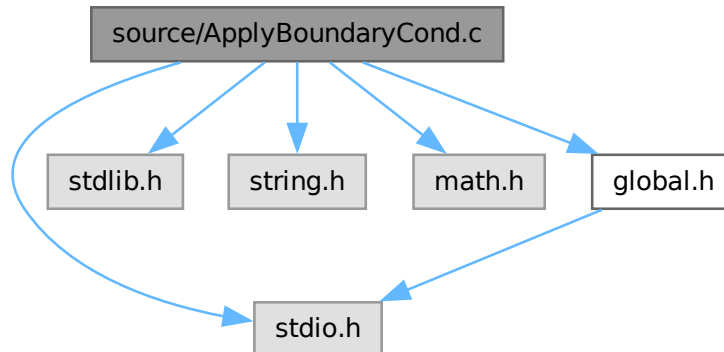 source/ApplyBoundaryCond.c
stdlib.h
string.h
math.h
global.h
stdio.h